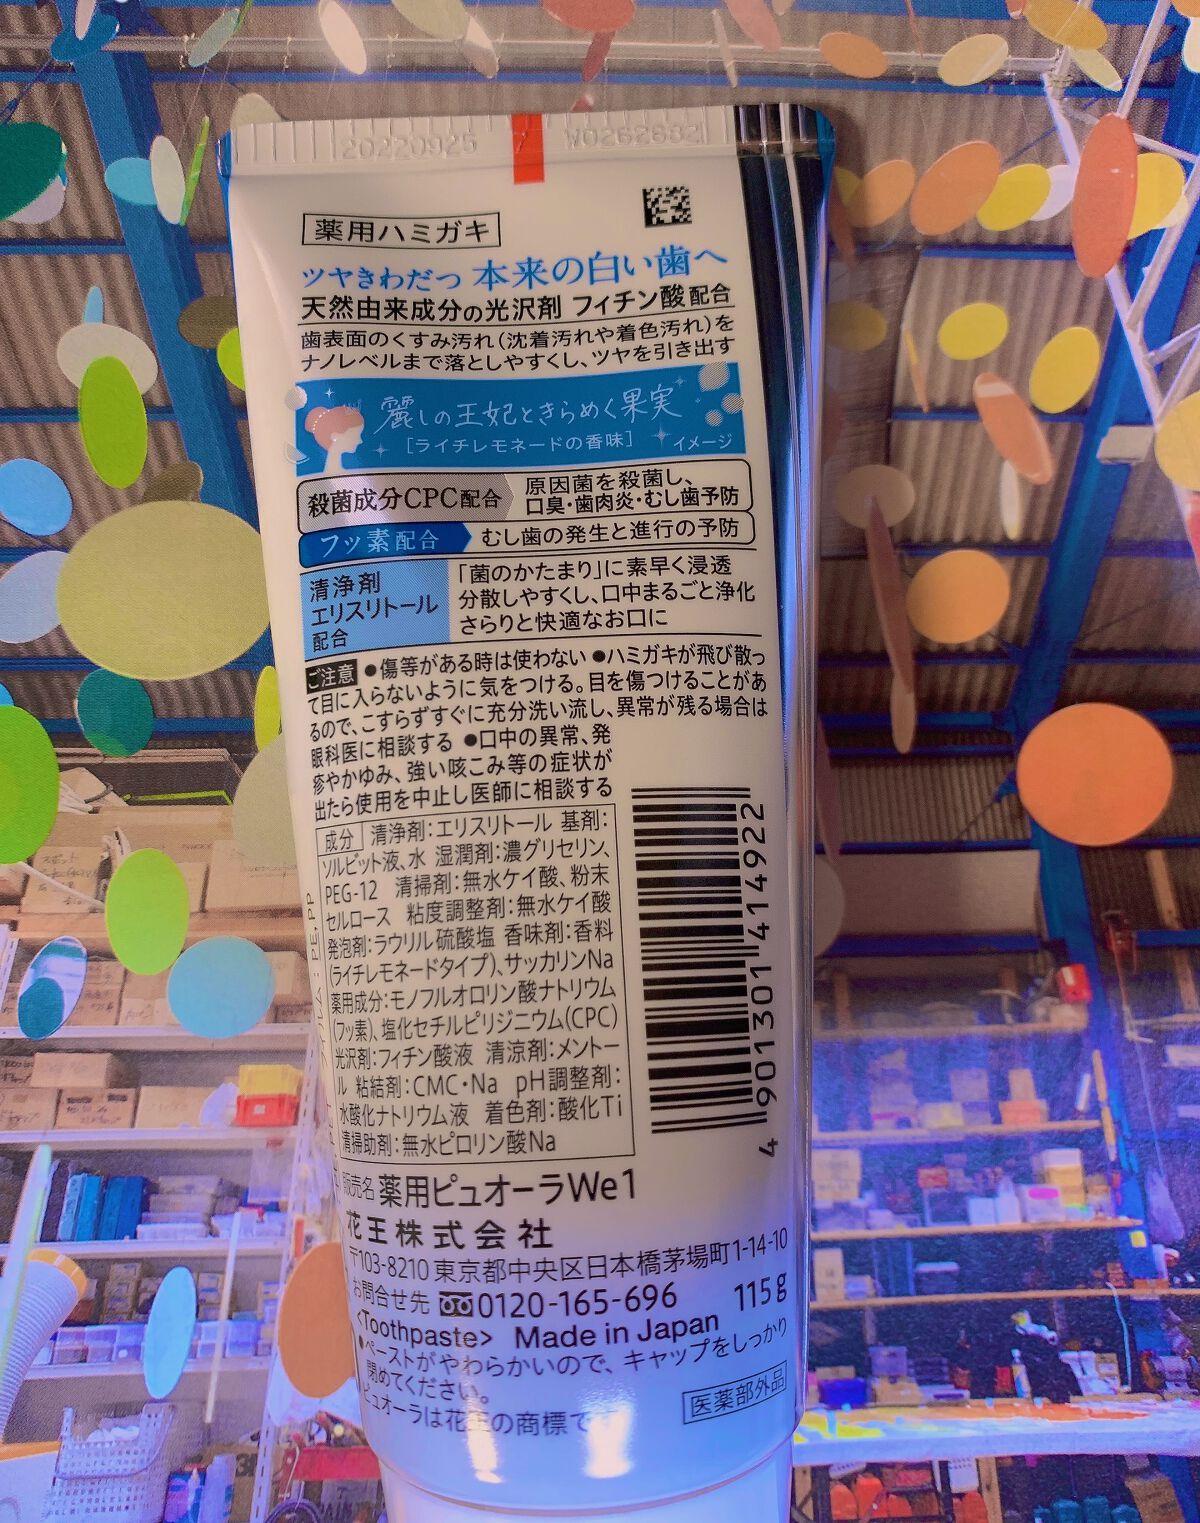 20220925 W0262882
薬用ハミガキ
ツヤきわだつ 本来の白い歯へ
天然由来成分の光沢剤 フィチン酸配合
歯表面のくすみ汚れ(沈着汚れや着色汚れ)を
ナノレベルまで落としやすくし、ツヤを引き出す
麗しの王妃ときらめく果実
[ライチレモネードの香味] イメージ
殺菌成分CPC配合
原因菌を殺菌し、
口臭・歯肉炎・むし歯予防
フッ素配合 むし歯の発生と進行の予防
清浄剤
エリスリトール
配合
「菌のかたまり」に素早く浸透
分散しやすくし、口中まるごと浄化
さらりと快適なお口に
ご注意 ●傷等がある時は使わない ●ハミガキが飛び散っ
て目に入らないように気をつける。目を傷つけることがあ
るので、こすらずすぐに充分洗い流し、異常が残る場合は
眼科医に相談する ●口中の異常、発
疹やかゆみ、強い咳こみ等の症状が
出たら使用を中止し医師に相談する
成分 清浄剤:エリスリトール 基剤:
ソルビット液、水 湿潤剤:濃グリセリン、
PEG-12 清掃剤:無水ケイ酸、粉末
セルロース 粘度調整剤:無水ケイ酸
発泡剤:ラウリル硫酸塩 香味剤:香料
(ライチレモネードタイプ)、サッカリンNa
薬用成分:モノフルオロリン酸ナトリウム
(フッ素)、塩化セチルピリジニウム(CPC)
光沢剤:フィチン酸液 清涼剤:メントー
ル 粘結剤:CMC・Na pH調整剤:
水酸化ナトリウム液 着色剤:酸化Ti
清掃助剤:無水ピロリン酸Na
4 901301 414922
: PE, PP
販売名 薬用ピュオーラWe1
花王株式会社
〒103-8210 東京都中央区日本橋茅場町1-14-10
お問合せ先 0120-165-696 115g
<Toothpaste> Made in Japan
●ペーストがやわらかいので、キャップをしっかり
閉めてください。
ピュオーラは花王の商標で
医薬部外品